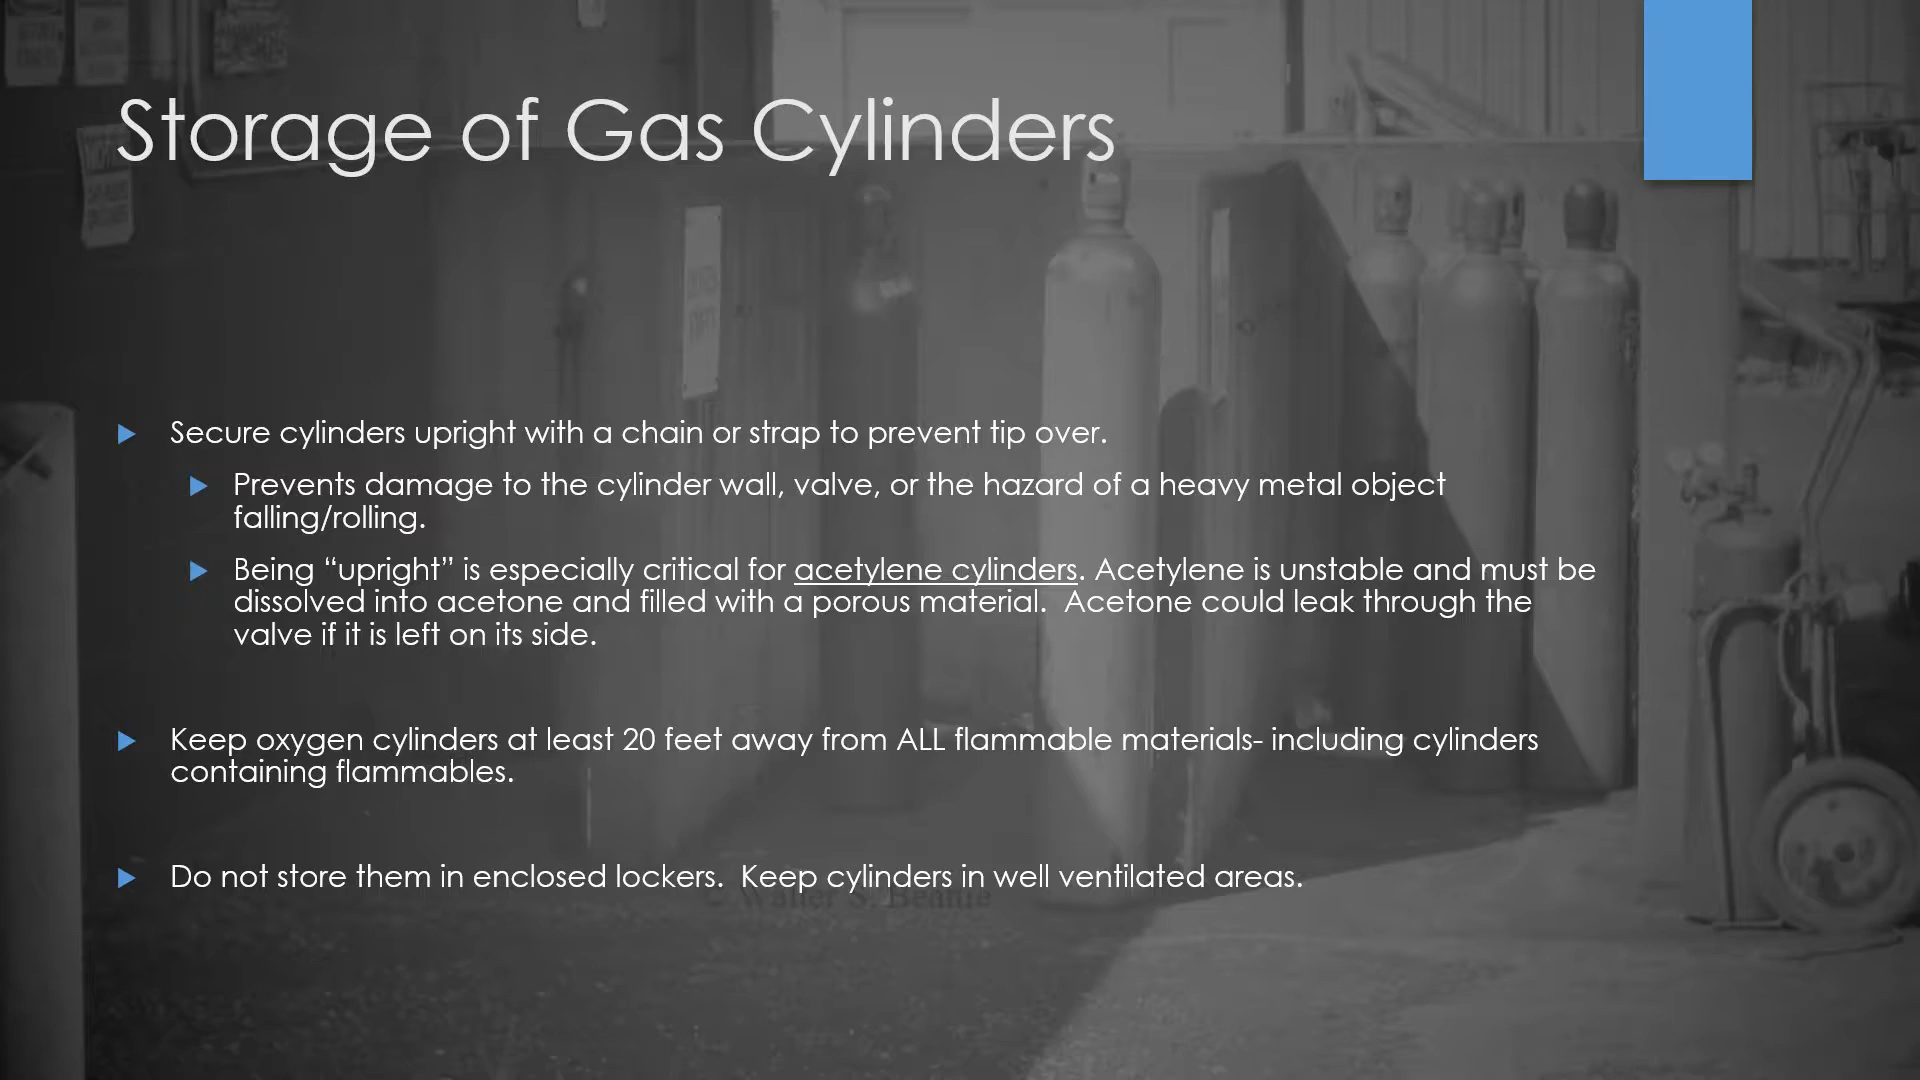 Storage of Gas Cylinders
Secure cylinders upright with a chain or strap to prevent tip over.
Prevents damage to the cylinder wall, valve, or the hazard of a heavy metal object
falling/rolling.
Being “upright” is especially critical for acetylene cylinders. Acetylene is unstable and must be
dissolved into acetone and filled with a porous material.  Acetone could leak through the
valve if it is left on its side.
Keep oxygen cylinders at least 20 feet away from ALL flammable materials- including cylinders
containing flammables.
Do not store them in enclosed lockers.  Keep cylinders in well ventilated areas.
© Walter S. Beattie